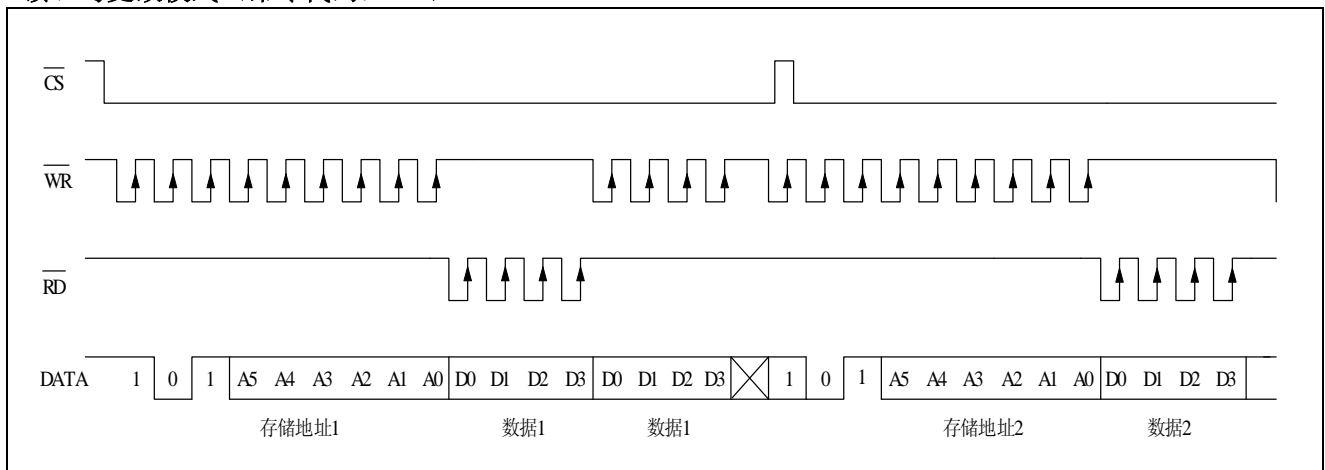 CS
WR
RD
DATA 1 0 1 A5 A4 A3 A2 A1 A0 D0 D1 D2 D3 D0 D1 D2 D3 1 0 1 A5 A4 A3 A2 A1 A0 D0 D1 D2 D3
存储地址1 数据1 数据1 存储地址2 数据2